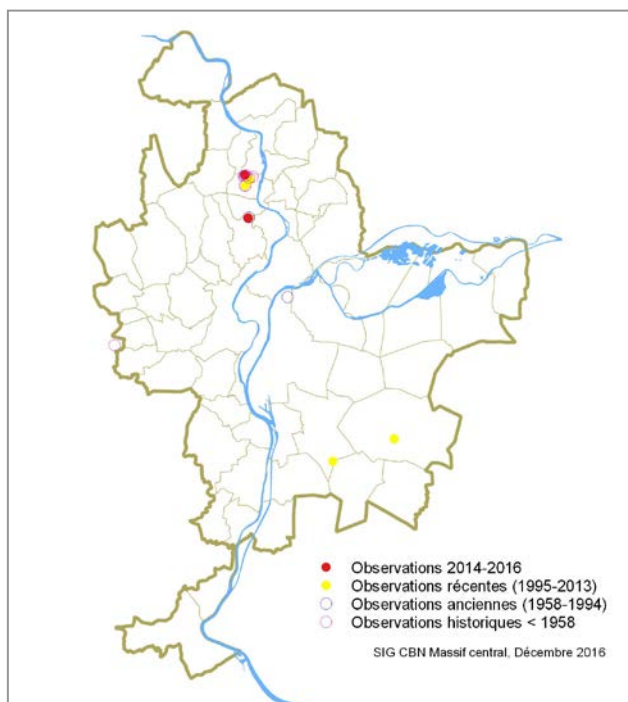 Observations 2014-2016
Observations récentes (1995-2013)
Observations anciennes (1958-1994)
Observations historiques < 1958
SIG CBN Massif central, Décembre 2016